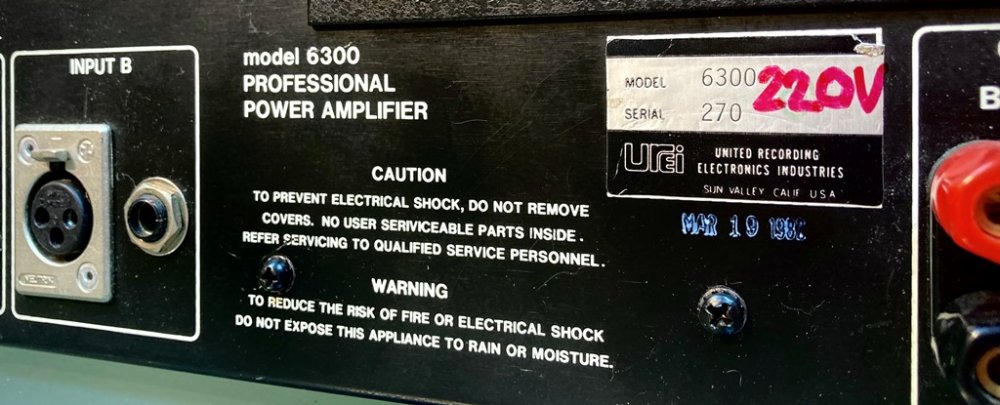 INPUT B
model 6300
PROFESSIONAL
POWER AMPLIFIER
CAUTION
TO PREVENT ELECTRICAL SHOCK, DO NOT REMOVE
COVERS. NO USER SERVICEABLE PARTS INSIDE.
REFER SERVICING TO QUALIFIED SERVICE PERSONNEL.
WARNING
TO REDUCE THE RISK OF FIRE OR ELECTRICAL SHOCK
DO NOT EXPOSE THIS APPLIANCE TO RAIN OR MOISTURE.
MODEL 6300 220V
SERIAL 270
UREi UNITED RECORDING
ELECTRONICS INDUSTRIES
SUN VALLEY CALIF USA
MAR 19
B